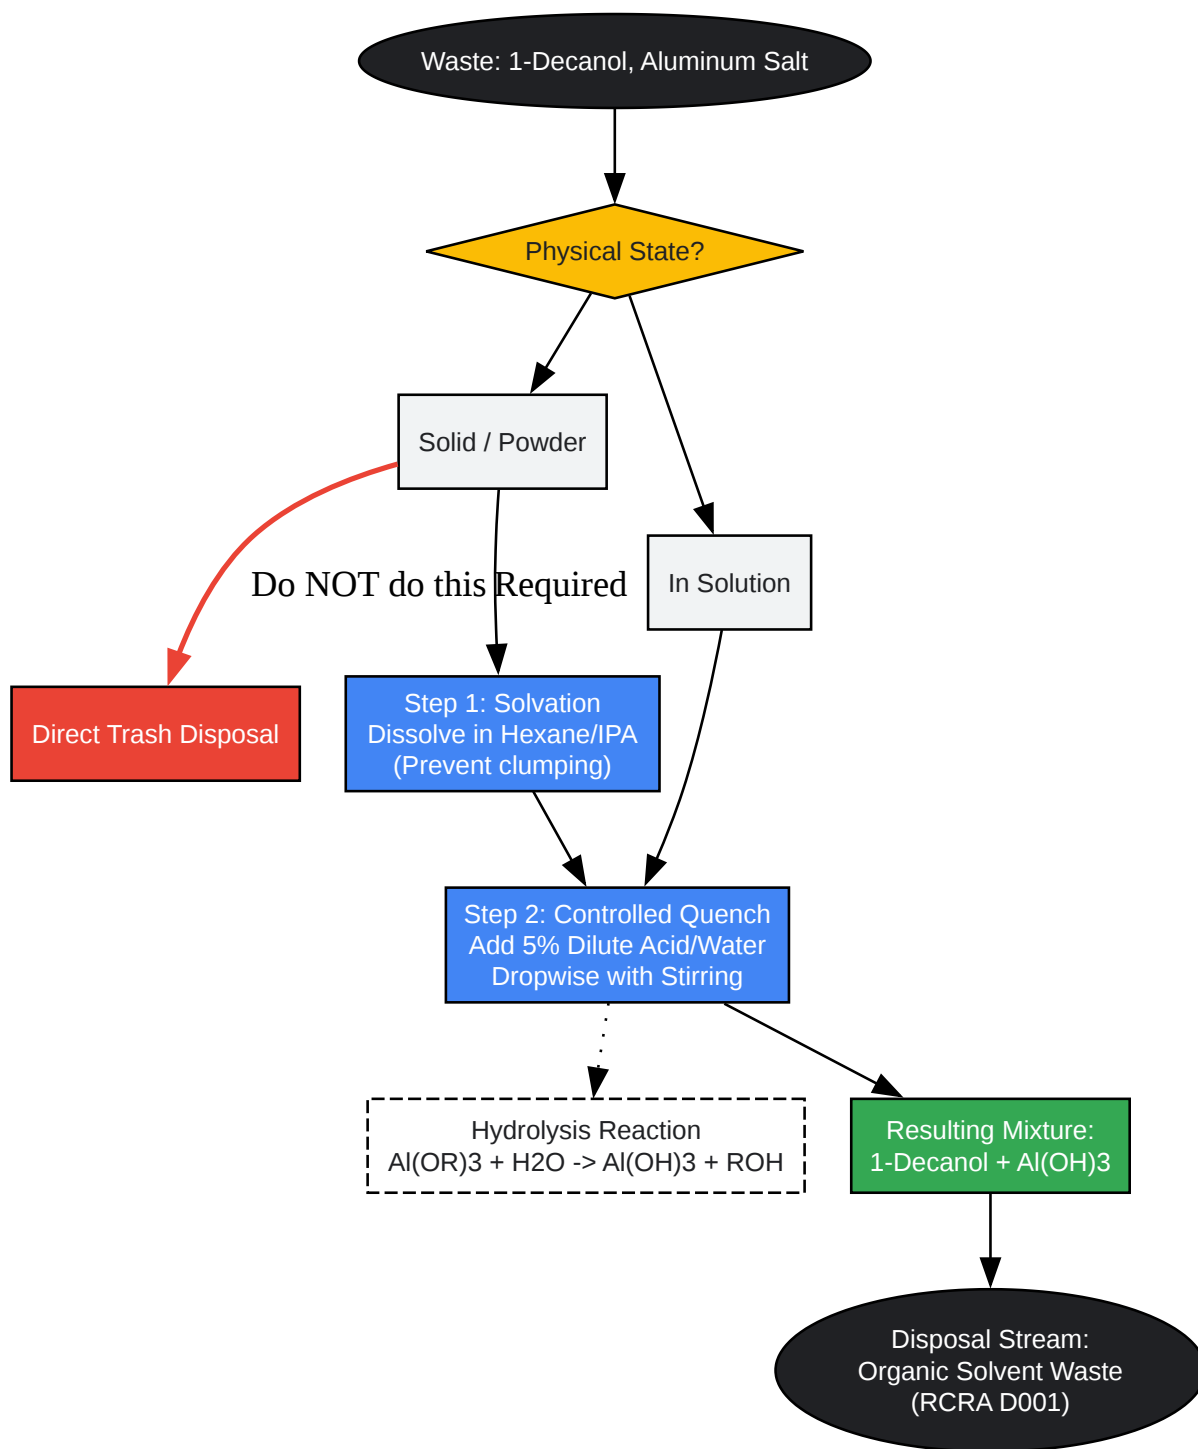 Waste: 1-Decanol, Aluminum Salt
Physical State?
Solid / Powder
Do NOT do this
Required
In Solution
Direct Trash Disposal
Step 1: Solvation
Dissolve in Hexane/IPA
(Prevent clumping)
Step 2: Controlled Quench
Add 5% Dilute Acid/Water
Dropwise with Stirring
Hydrolysis Reaction
Al(OR)3 + H2O -> Al(OH)3 + ROH
Resulting Mixture:
1-Decanol + Al(OH)3
Disposal Stream:
Organic Solvent Waste
(RCRA D001)